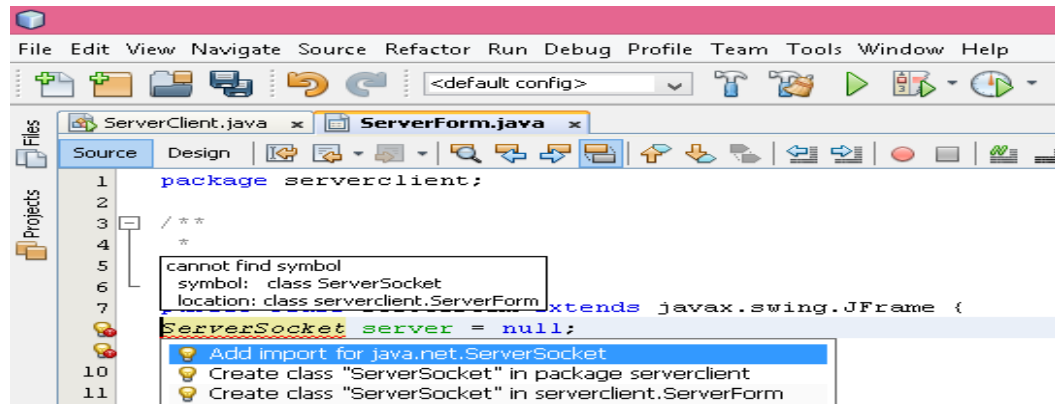 File Edit View Navigate Source Refactor Run Debug Profile Team Tools Window Help
<default config>
Files
Projects
ServerClient.java x ServerForm.java x
Source Design
1 package serverclient;
2
3 /**
4 *
5
6
7 extends javax.swing.JFrame {
cannot find symbol
symbol: class ServerSocket
location: class serverclient.ServerForm
ServerSocket server = null;
Add import for java.net.ServerSocket
10 Create class "ServerSocket" in package serverclient
11 Create class "ServerSocket" in serverclient.ServerForm